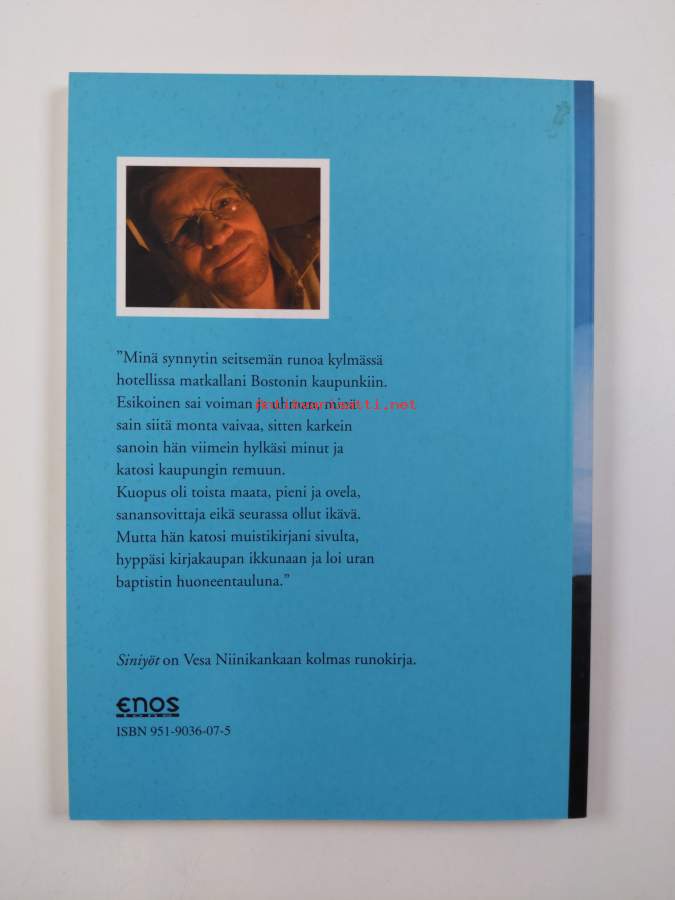 ”Minä synnytin seitsemän runoa kylmässä
hotellissa matkallani Bostonin kaupunkiin.
Esikoinen sai voiman ja uhman, minä
sain siitä monta vaivaa, sitten karkein
sanoin hän viimein hylkäsi minut ja
katosi kaupungin remuun.
Kuopus oli toista maata, pieni ja ovela,
sanansovittaja eikä seurassa ollut ikävä.
Mutta hän katosi muistikirjani sivulta,
hyppäsi kirjakaupan ikkunaan ja loi uran
baptistin huoneentauluna.”
Siniyöt on Vesa Niinikankaan kolmas runokirja.
enos
ISBN 951-9036-07-5